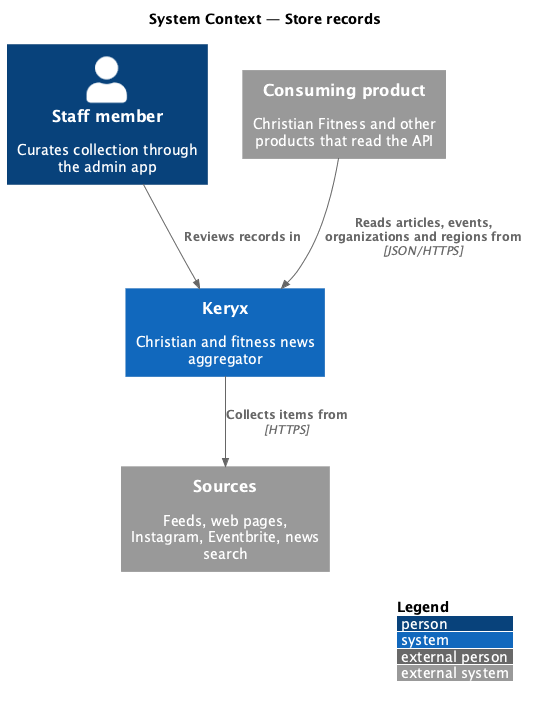 System Context — Store records
Staff member
Curates collection through
the admin app
Consuming product
Christian Fitness and other
products that read the API
Reviews records in
Reads articles, events,
organizations and regions from
[JSON/HTTPS]
Keryx
Christian and fitness news
aggregator
Collects items from
[HTTPS]
Sources
Feeds, web pages,
Instagram, Eventbrite, news
search
Legend
person
system
external person
external system